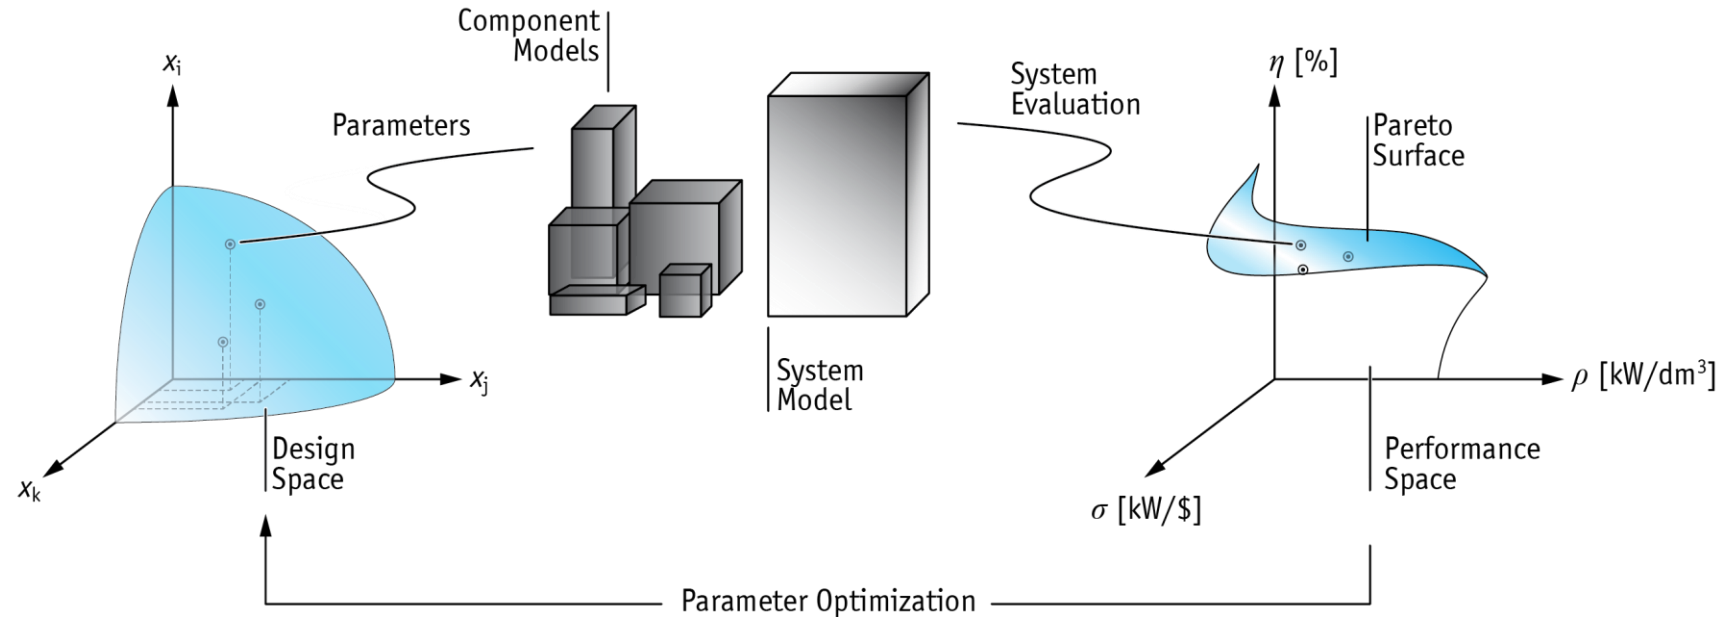 Component
Models
x_i
Parameters
System
Evaluation
η [%]
Pareto
Surface
x_j
System
Model
ρ [kW/dm³]
Design
Space
x_k
Performance
Space
σ [kW/$]
Parameter Optimization